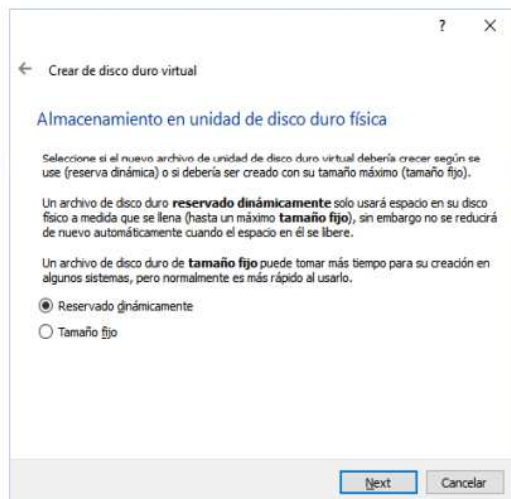 ?
Crear de disco duro virtual
Almacenamiento en unidad de disco duro física
Seleccione si el nuevo archivo de unidad de disco duro virtual debería crecer según se
use (reserva dinámica) o si debería ser creado con su tamaño máximo (tamaño fijo).
Un archivo de disco duro reservado dinámicamente solo usará espacio en su disco
físico a medida que se llena (hasta un máximo tamaño fijo), sin embargo no se reducirá
de nuevo automáticamente cuando el espacio en él se libere.
Un archivo de disco duro de tamaño fijo puede tomar más tiempo para su creación en
algunos sistemas, pero normalmente es más rápido al usarlo.
Reservado dinámicamente
Tamaño fijo
Next Cancelar